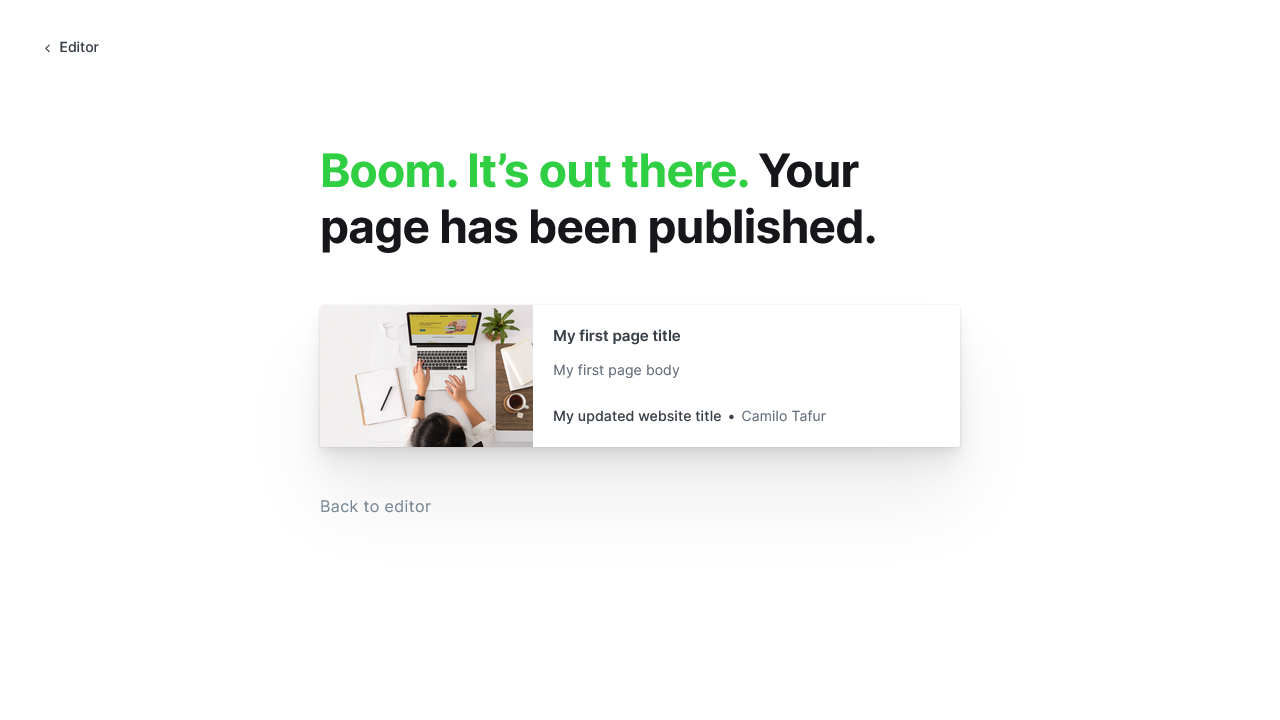 Editor
Boom. It’s out there. Your
page has been published.
My first page title
My first page body
My updated website title • Camilo Tafur
Back to editor